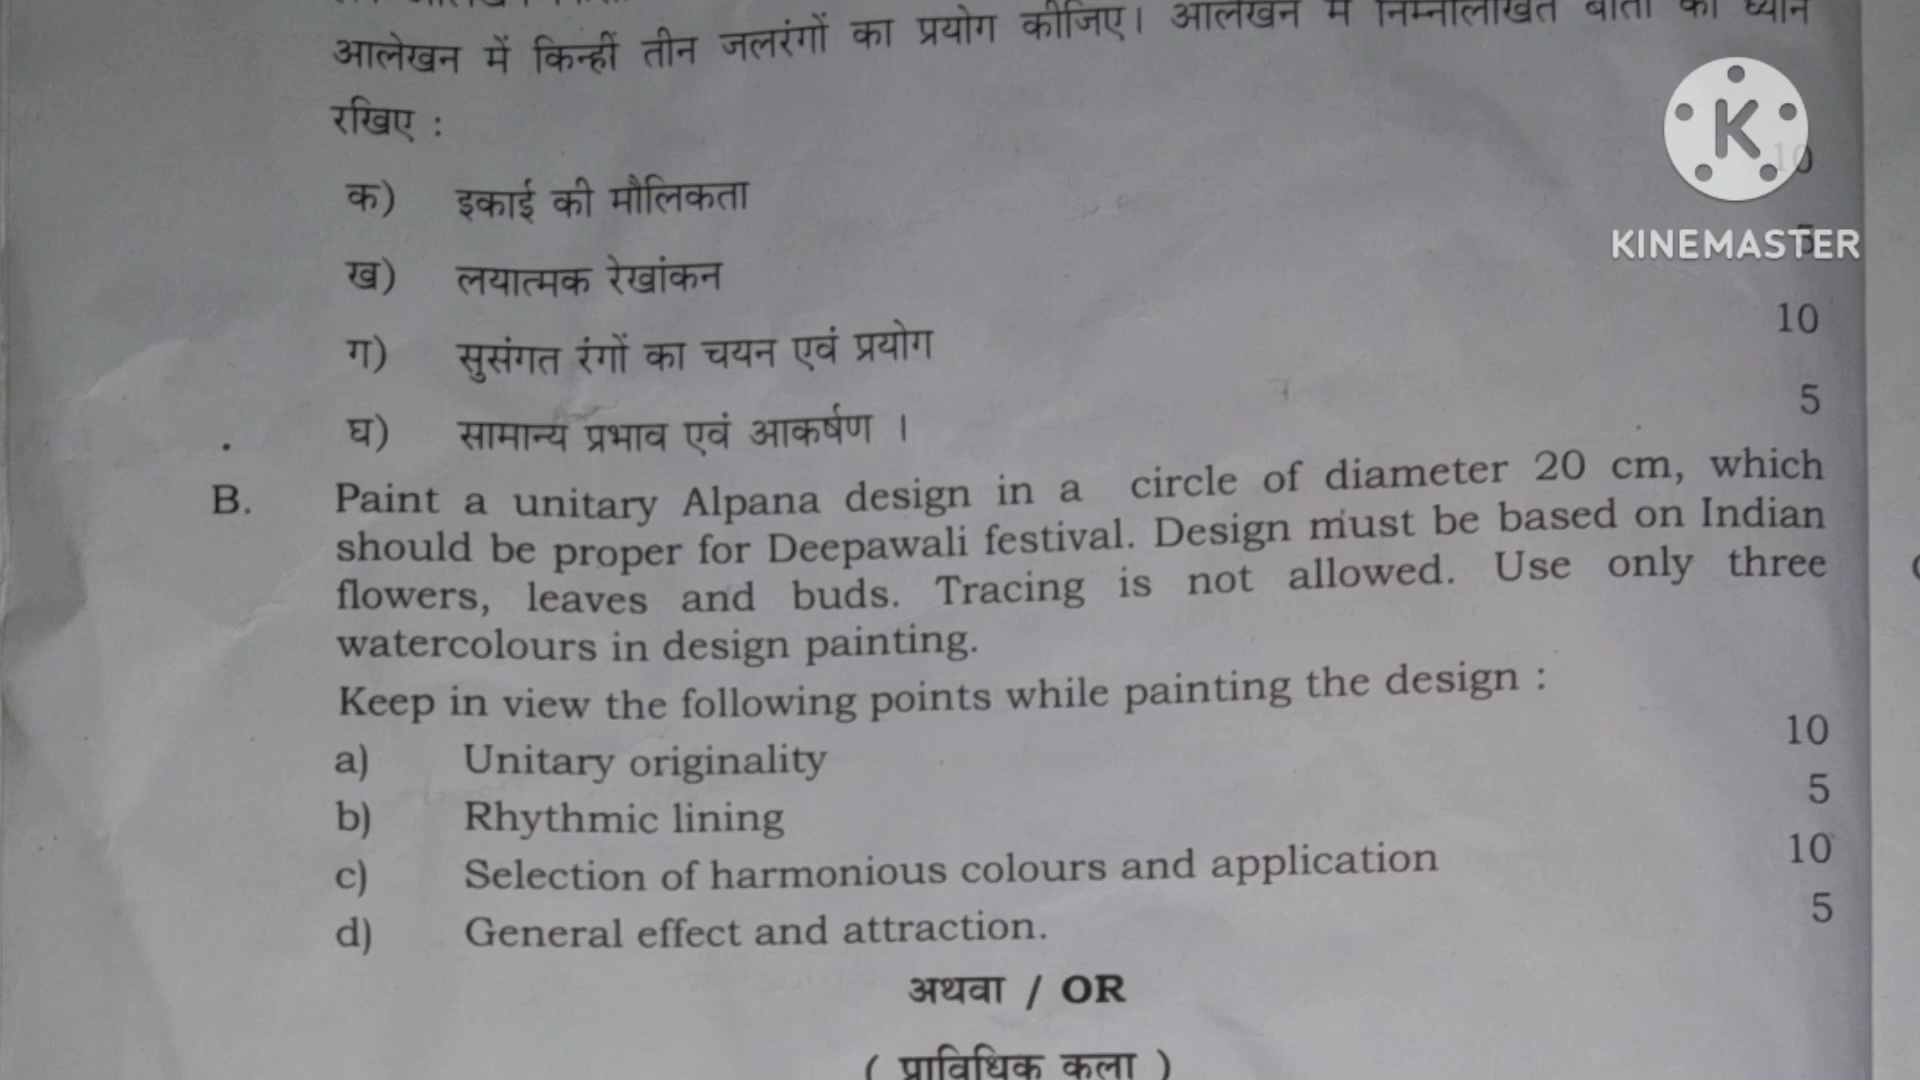 आलेखन में किन्हीं तीन जलरंगों का प्रयोग कीजिए। आलेखन में निम्नलिखित बातों का ध्यान
रखिए :
क) इकाई की मौलिकता 10
ख) लयात्मक रेखांकन 5
ग) सुसंगत रंगों का चयन एवं प्रयोग 10
घ) सामान्य प्रभाव एवं आकर्षण । 5
K
KINEMASTER
B. Paint a unitary Alpana design in a circle of diameter 20 cm, which
should be proper for Deepawali festival. Design must be based on Indian
flowers, leaves and buds. Tracing is not allowed. Use only three
watercolours in design painting.
Keep in view the following points while painting the design :
a) Unitary originality 10
b) Rhythmic lining 5
c) Selection of harmonious colours and application 10
d) General effect and attraction. 5
अथवा / OR
( प्राविधिक कला )